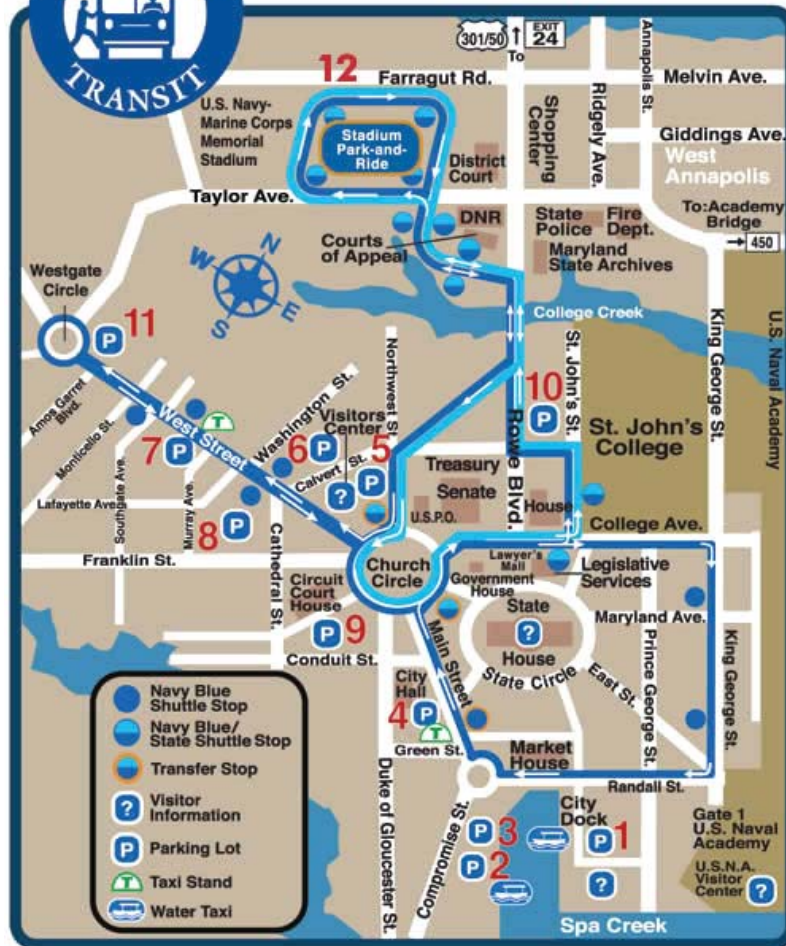 TRANSIT
301/50
EXIT
24
To
12
Farragut Rd.
Melvin Ave.
Annapolis St.
Ridgely Ave.
Shopping
Center
Giddings Ave.
West
Annapolis
U.S. Navy-
Marine Corps
Memorial
Stadium
Stadium
Park-and-
Ride
District
Court
Taylor Ave.
DNR
Courts
of Appeal
State
Police
Fire
Dept.
Maryland
State Archives
To:Academy
Bridge
450
N
W
E
S
Westgate
Circle
College Creek
King George St.
U.S. Naval Academy
P
11
Amos Garret
Blvd.
Monticello St.
West Street
T
Washington St.
Northwest St.
Visitors
Center
7
P
6
P
Calvert St.
5
P
?
10
P
St. John's St.
Rowe Blvd.
St. John's
College
Treasury
Senate
House
U.S.P.O.
College Ave.
Lafayette Ave.
Southgate Ave.
Murray Ave.
8
P
Cathedral St.
Franklin St.
Church
Circle
Lawyer's
Mall
Government
House
Legislative
Services
Circuit
Court
House
9
P
Conduit St.
State
?
House
State Circle
Maryland Ave.
Prince George St.
King George St.
East St.
Main Street
City
Hall
4
P
T
Green St.
Market
House
Randall St.
Duke of Gloucester St.
Compromise St.
City
Dock
P
3
P
2
P
1
?
Gate 1
U.S. Naval
Academy
U.S.N.A.
Visitor
Center
?
Spa Creek
Navy Blue
Shuttle Stop
Navy Blue/
State Shuttle Stop
Transfer Stop
?
Visitor
Information
P
Parking Lot
T
Taxi Stand
Water Taxi